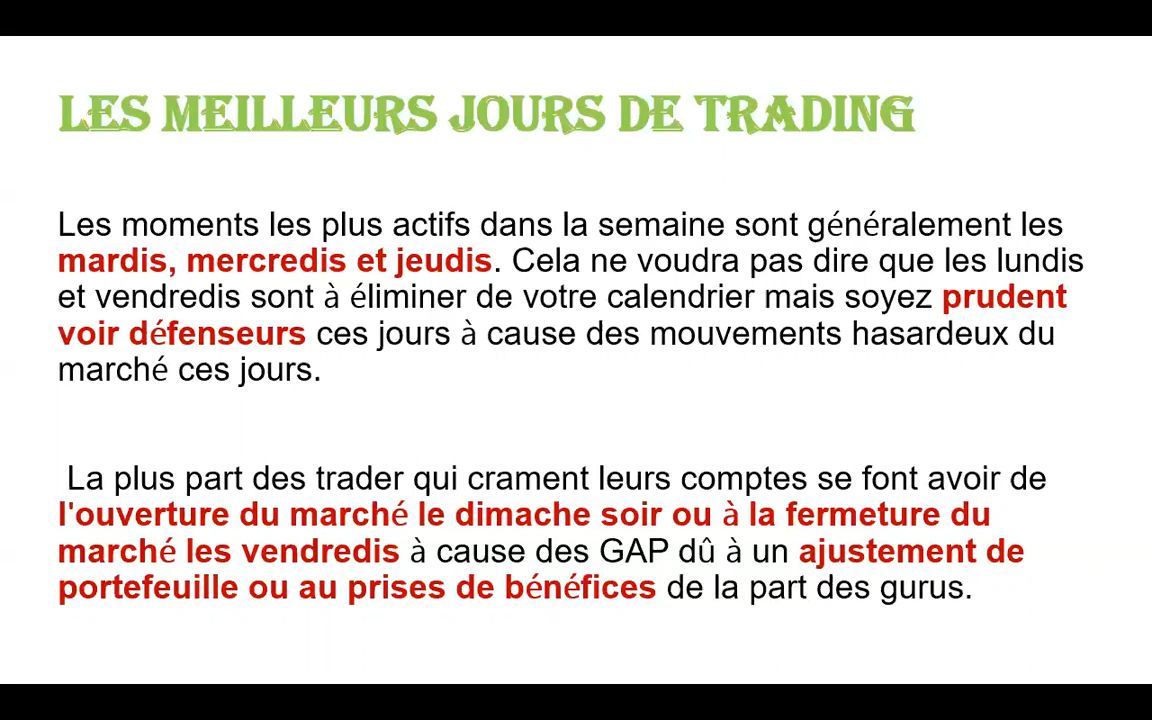 LES MEILLEURS JOURS DE TRADING
Les moments les plus actifs dans la semaine sont généralement les
mardis, mercredis et jeudis. Cela ne voudra pas dire que les lundis
et vendredis sont à éliminer de votre calendrier mais soyez prudent
voir défenseurs ces jours à cause des mouvements hasardeux du
marché ces jours.
La plus part des trader qui crament leurs comptes se font avoir de
l'ouverture du marché le dimache soir ou à la fermeture du
marché les vendredis à cause des GAP dû à un ajustement de
portefeuille ou au prises de bénéfices de la part des gurus.